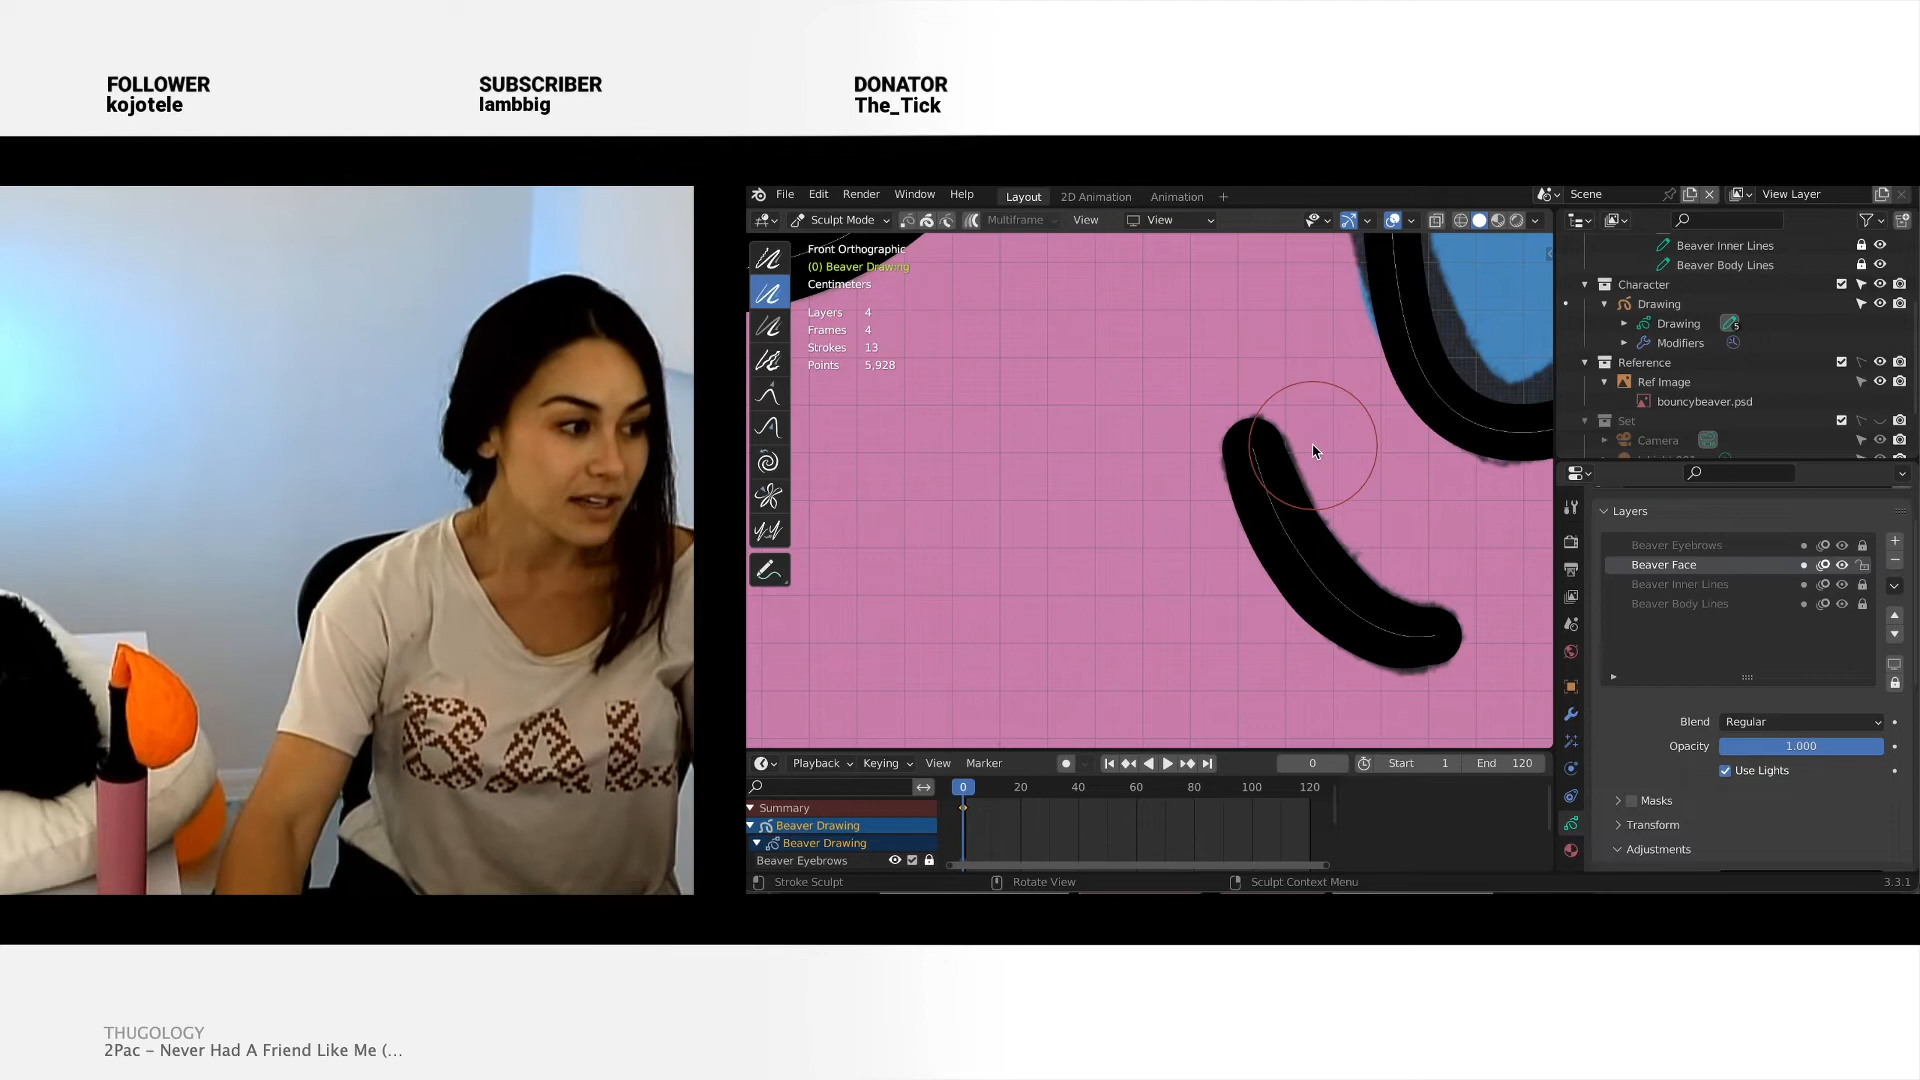 FOLLOWER
kojotele
SUBSCRIBER
lambbig
DONATOR
The_Tick
File Edit Render Window Help Layout 2D Animation Animation +
Scene
View Layer
Sculpt Mode
Multiframe
View
View
Front Orthographic
(0) Beaver Drawing
Centimeters
Layers 4
Frames 4
Strokes 13
Points 5,928
Beaver Inner Lines
Beaver Body Lines
Character
Drawing
Drawing
5
Modifiers
Reference
Ref Image
bouncybeaver.psd
Set
Camera
Layers
Beaver Eyebrows
Beaver Face
Beaver Inner Lines
Beaver Body Lines
Blend Regular
Opacity 1.000
Use Lights
Masks
Transform
Adjustments
BAL
Playback Keying View Marker 0 Start 1 End 120
0 20 40 60 80 100 120
Summary
Beaver Drawing
Beaver Drawing
Beaver Eyebrows
Stroke Sculpt Rotate View Sculpt Context Menu 3.3.1
THUGOLOGY
2Pac - Never Had A Friend Like Me (...